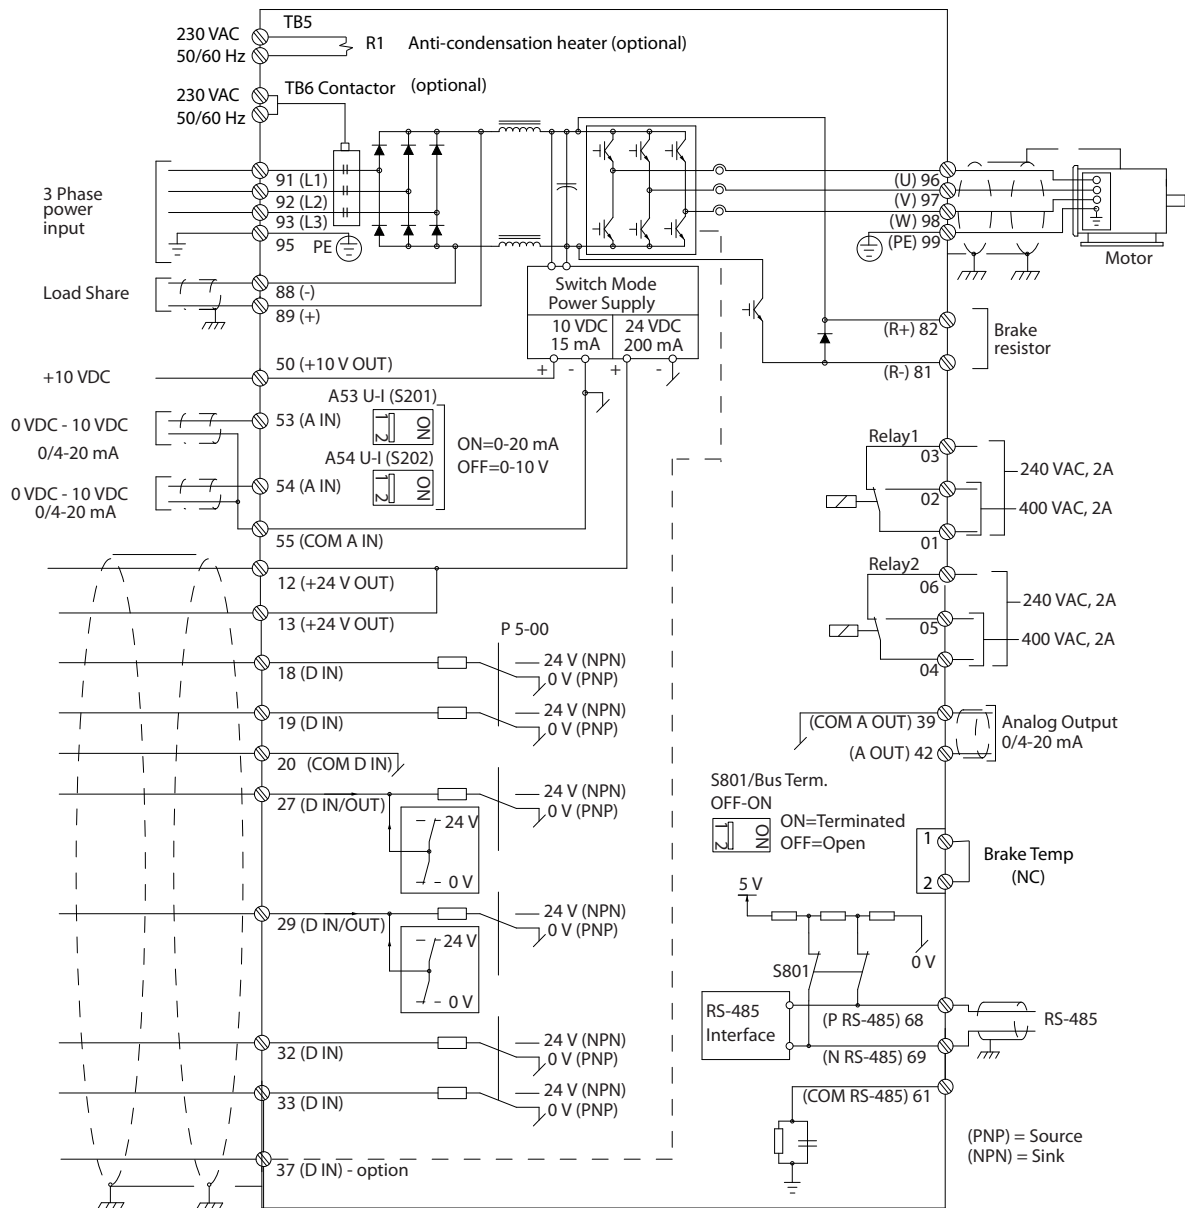 TB5
230 VAC
50/60 Hz
R1
Anti-condensation heater (optional)
TB6 Contactor
(optional)
230 VAC
50/60 Hz
3 Phase
power
input
91 (L1)
92 (L2)
93 (L3)
95
PE
Load Share
88 (-)
89 (+)
Switch Mode
Power Supply
10 VDC
15 mA
24 VDC
200 mA
+
-
+
-
(U) 96
(V) 97
(W) 98
(PE) 99
Motor
(R+) 82
(R-) 81
Brake
resistor
+10 VDC
50 (+10 V OUT)
0 VDC - 10 VDC
0/4-20 mA
53 (A IN)
A53 U-I (S201)
1 2
ON
ON=0-20 mA
OFF=0-10 V
A54 U-I (S202)
1 2
ON
0 VDC - 10 VDC
0/4-20 mA
54 (A IN)
55 (COM A IN)
12 (+24 V OUT)
13 (+24 V OUT)
P 5-00
18 (D IN)
24 V (NPN)
0 V (PNP)
19 (D IN)
24 V (NPN)
0 V (PNP)
20 (COM D IN)
27 (D IN/OUT)
24 V (NPN)
0 V (PNP)
24 V
0 V
29 (D IN/OUT)
24 V (NPN)
0 V (PNP)
24 V
0 V
32 (D IN)
24 V (NPN)
0 V (PNP)
33 (D IN)
24 V (NPN)
0 V (PNP)
37 (D IN) - option
Relay1
03
02
01
240 VAC, 2A
400 VAC, 2A
Relay2
06
05
04
240 VAC, 2A
400 VAC, 2A
(COM A OUT) 39
(A OUT) 42
Analog Output
0/4-20 mA
S801/Bus Term.
OFF-ON
1 2
ON
ON=Terminated
OFF=Open
1
2
Brake Temp
(NC)
5 V
0 V
S801
RS-485
Interface
(P RS-485) 68
(N RS-485) 69
RS-485
(COM RS-485) 61
(PNP) = Source
(NPN) = Sink